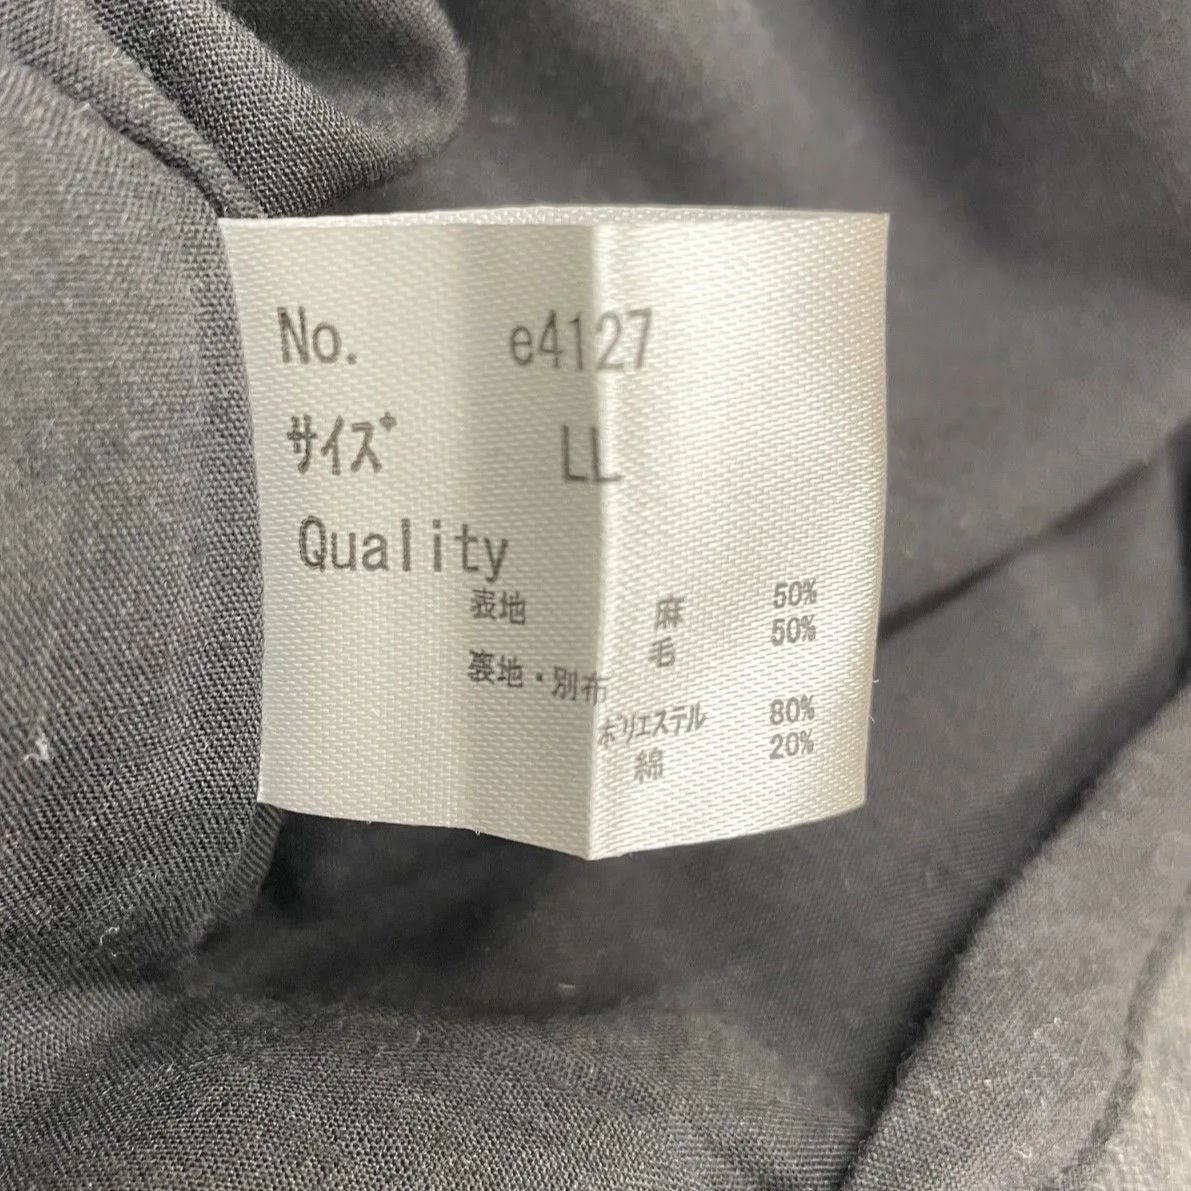 No. e4127
サイズ LL
Quality
表地 麻 50%
毛 50%
裏地・別布
ポリエステル 80%
綿 20%